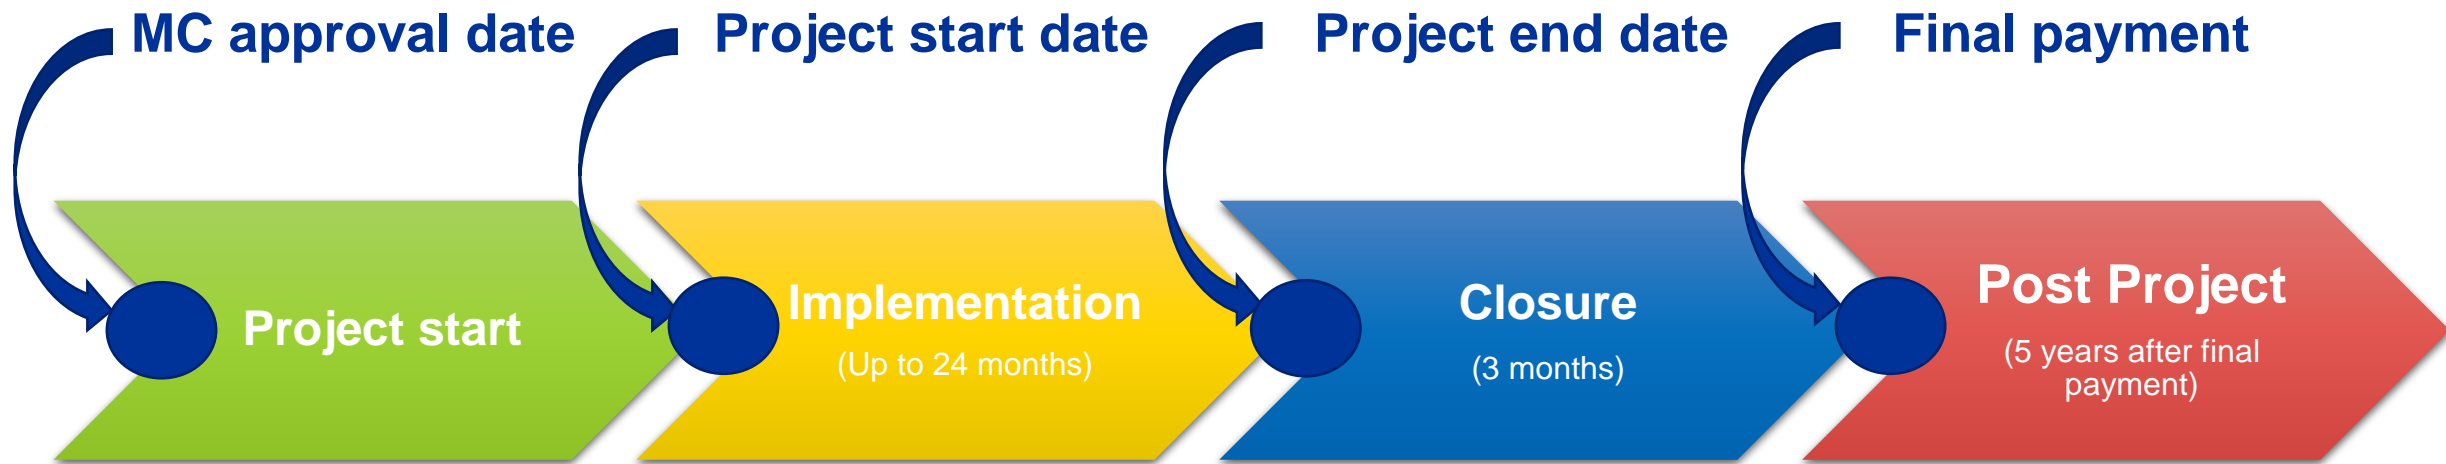 MC approval date
Project start date
Project end date
Final payment
Project start
Implementation
(Up to 24 months)
Closure
(3 months)
Post Project
(5 years after final
payment)